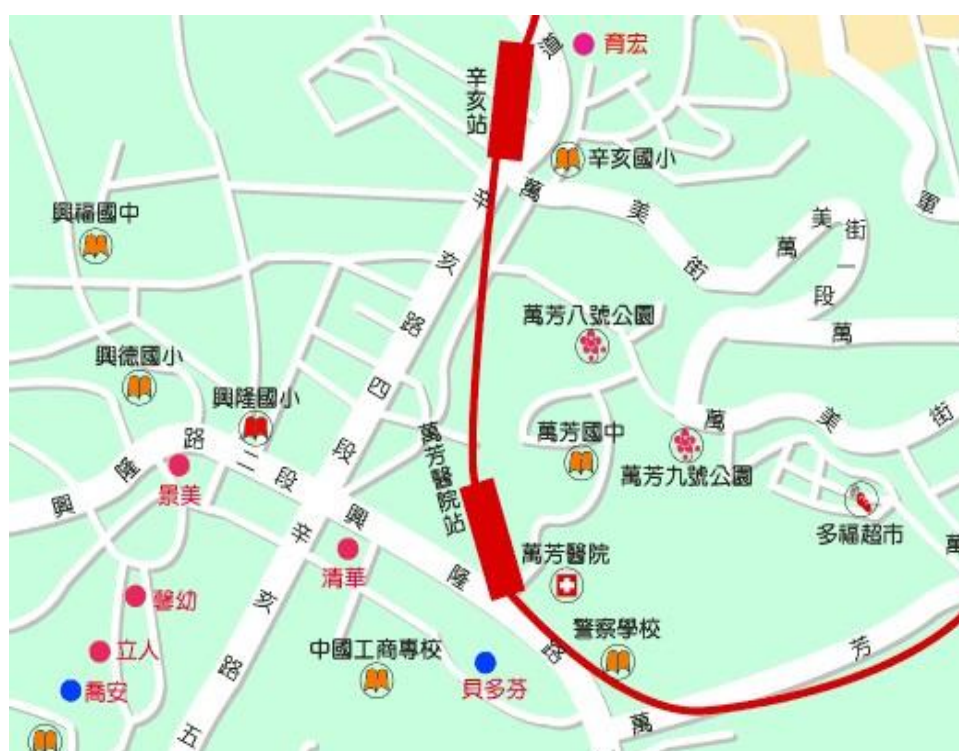 道
育宏
辛亥站
辛亥國小
萬美街
萬美街一段
軍
興福國中
辛亥路四段
萬芳八號公園
萬
興德國小
興隆國小
萬美街
萬芳國中
萬芳九號公園
興隆路二段
景美
萬芳醫院站
興隆路
多福超市
清華
萬芳醫院
萬芳
馨幼
辛亥路五
立人
中國工商專校
警察學校
喬安
貝多芬